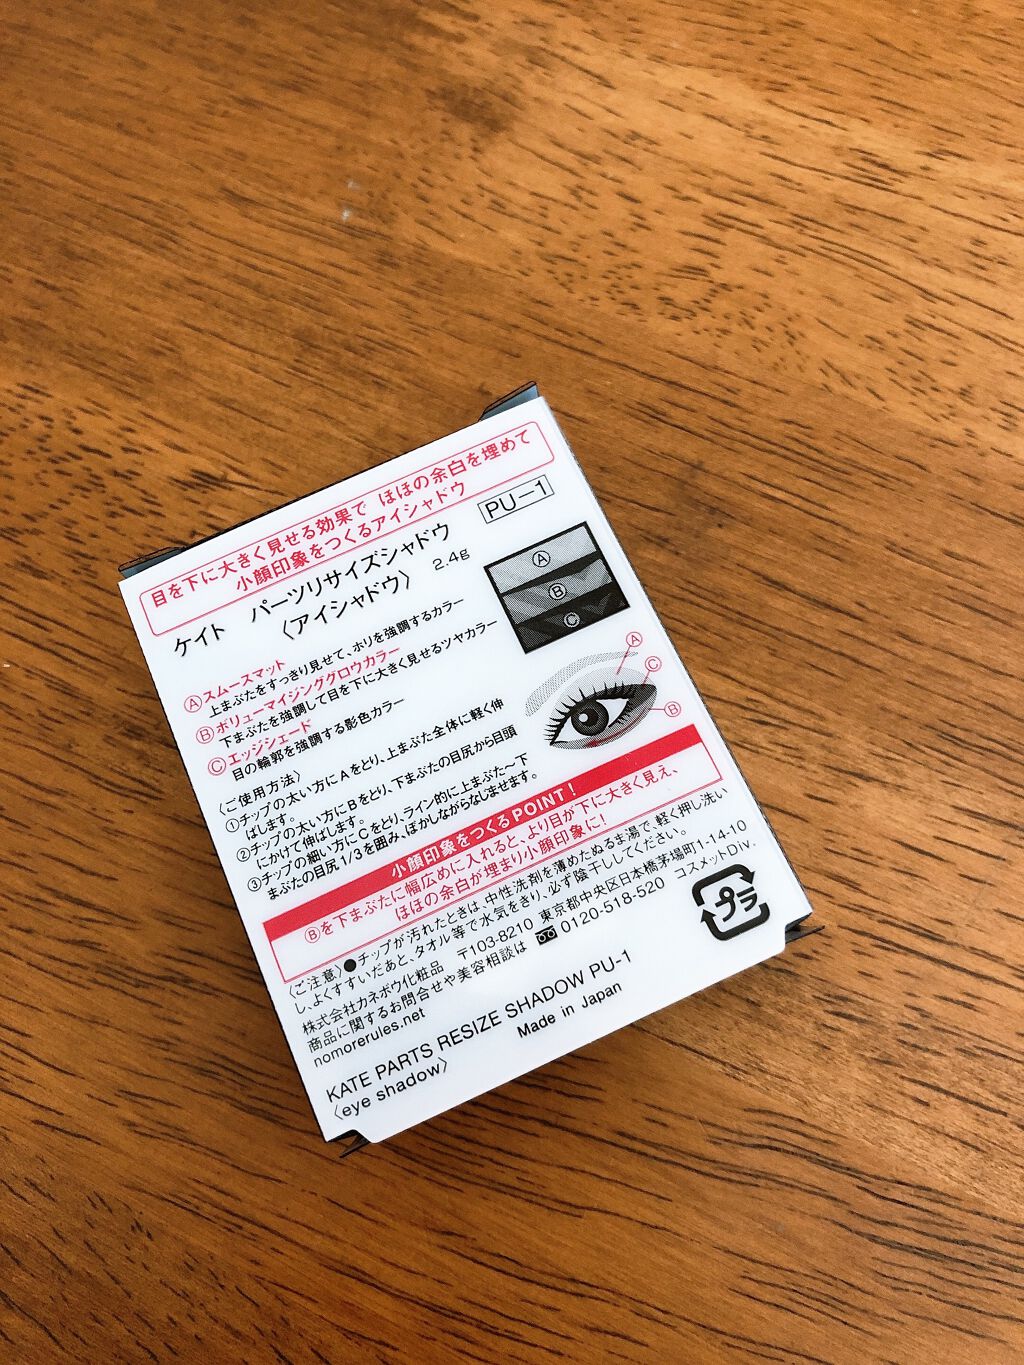 目を下に大きく見せる効果で ほほの余白を埋めて
小顔印象をつくるアイシャドウ
ケイト パーツリサイズシャドウ
〈アイシャドウ〉 2.4g
PU-1
Ⓐスムースマット
上まぶたをすっきり見せて、ホリを強調するカラー
Ⓑボリューマイジンググロウカラー
下まぶたを強調して目を下に大きく見せるツヤカラー
Ⓒエッジシェード
目の輪郭を強調する影色カラー
Ⓐ
Ⓑ
Ⓒ
Ⓐ
Ⓒ
Ⓑ
〈ご使用方法〉
①チップの太い方にAをとり、上まぶた全体に軽く伸
ばします。
②チップの太い方にBをとり、下まぶたの目尻から目頭
にかけて伸ばします。
③チップの細い方にCをとり、ライン的に上まぶた〜下
まぶたの目尻1/3を囲み、ぼかしながらなじませます。
小顔印象をつくるPOINT!
Ⓑを下まぶたに幅広めに入れると、より目が下に大きく見え、
ほほの余白が埋まり小顔印象に!
〈ご注意〉●チップが汚れたときは、中性洗剤を薄めたぬるま湯で、軽く押し洗い
し、よくすすいだあと、タオル等で水気をきり、必ず陰干ししてください。
株式会社カネボウ化粧品 〒103-8210 東京都中央区日本橋茅場町1-14-10
商品に関するお問合せや美容相談は 0120-518-520 コスメットDiv.
nomorerules.net
プラ
KATE PARTS RESIZE SHADOW PU-1
〈eye shadow〉 Made in Japan